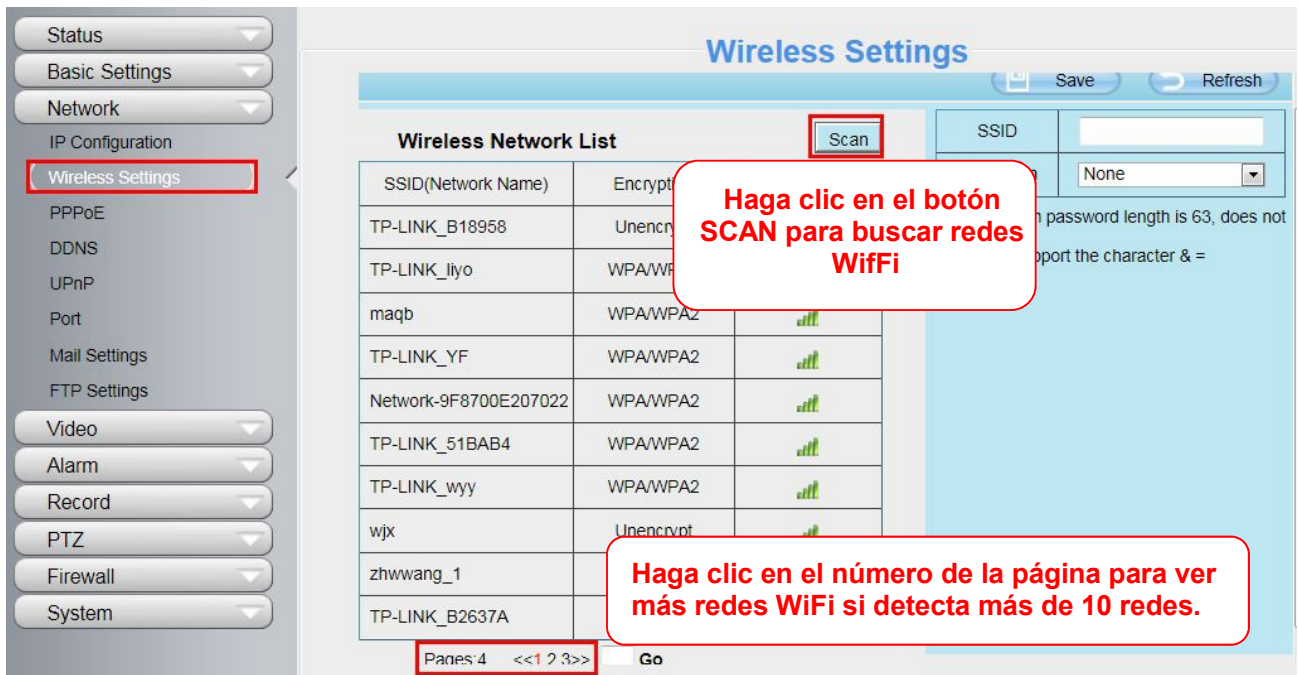 Status
Basic Settings
Network
IP Configuration
Wireless Settings
PPPoE
DDNS
UPnP
Port
Mail Settings
FTP Settings
Video
Alarm
Record
PTZ
Firewall
System
Wireless Settings
Save Refresh
Wireless Network List Scan
SSID(Network Name)
TP-LINK_B18958
TP-LINK_liyo
maqb WPA/WPA2
TP-LINK_YF WPA/WPA2
Network-9F8700E207022 WPA/WPA2
TP-LINK_51BAB4 WPA/WPA2
TP-LINK_wyy WPA/WPA2
wjx Unencrypt
zhwwang_1
TP-LINK_B2637A
Pages:4 <<1 2 3>> Go
SSID
None
password length is 63, does not
the character & =
Haga clic en el botón
SCAN para buscar redes
WifFi
Haga clic en el número de la página para ver
más redes WiFi si detecta más de 10 redes.